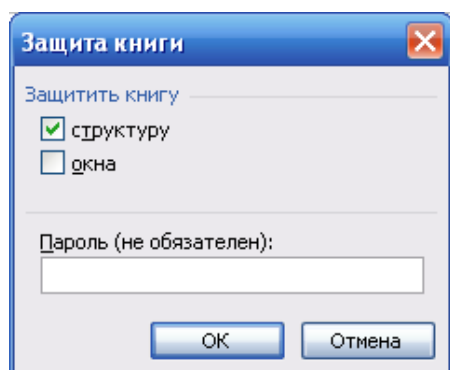 Защита книги
Защитить книгу
структуру
окна
Пароль (не обязателен):
ОК
Отмена